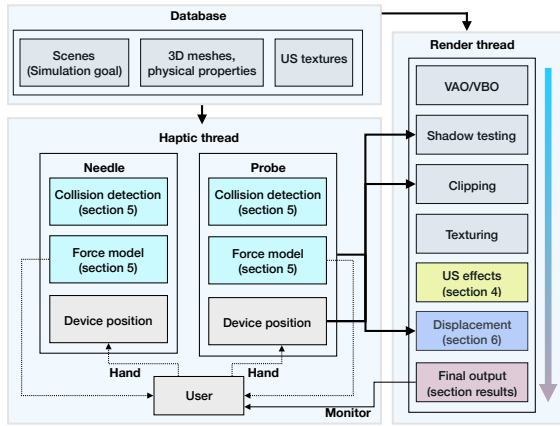 Database
Scenes
(Simulation goal)
3D meshes,
physical properties
US textures
Haptic thread
Needle
Collision detection
(section 5)
Force model
(section 5)
Device position
Probe
Collision detection
(section 5)
Force model
(section 5)
Device position
Hand
Hand
User
Monitor
Render thread
VAO/VBO
Shadow testing
Clipping
Texturing
US effects
(section 4)
Displacement
(section 6)
Final output
(section results)